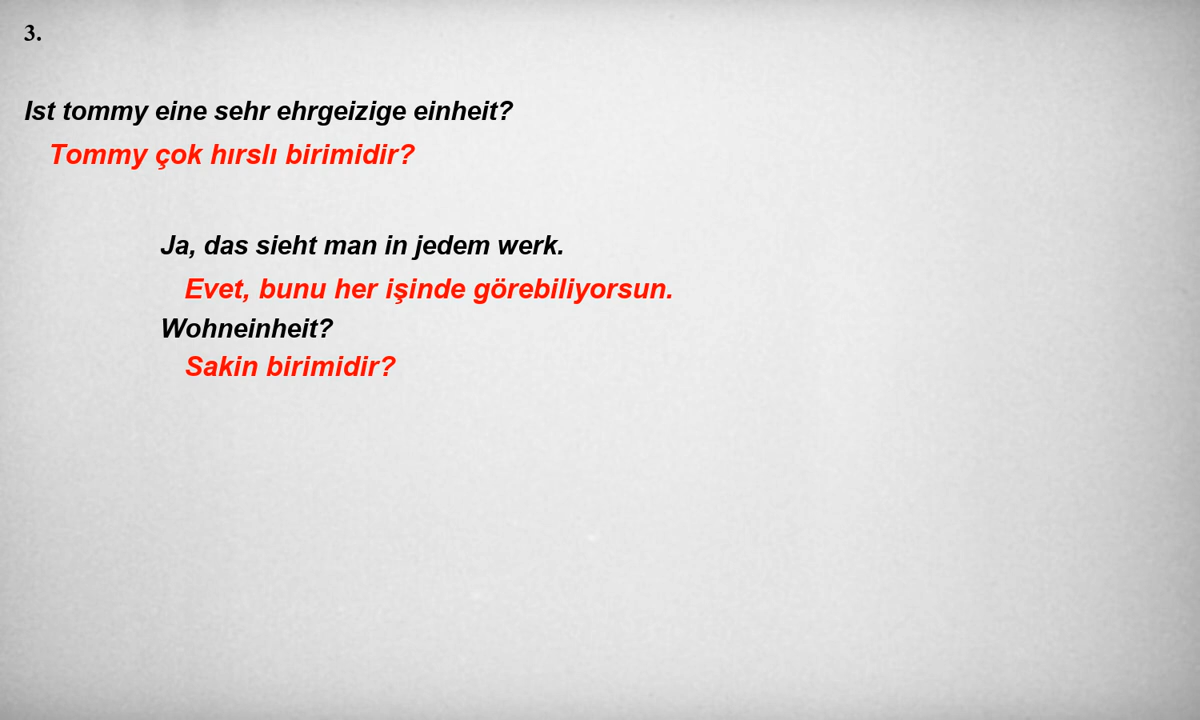 3.
Ist tommy eine sehr ehrgeizige einheit?
Tommy çok hırslı birimidir?
Ja, das sieht man in jedem werk.
Evet, bunu her işinde görebiliyorsun.
Wohneinheit?
Sakin birimidir?